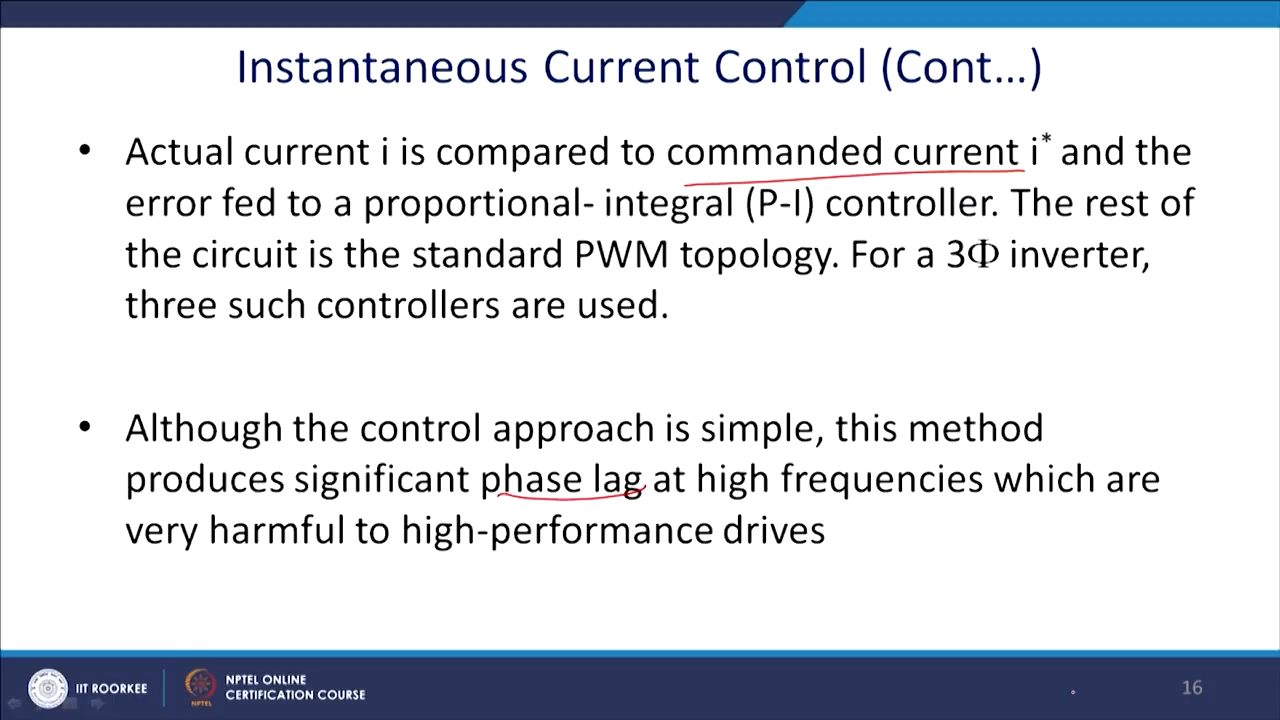 Instantaneous Current Control (Cont...)
• Actual current i is compared to commanded current i* and the
error fed to a proportional- integral (P-I) controller. The rest of
the circuit is the standard PWM topology. For a 3Φ inverter,
three such controllers are used.
• Although the control approach is simple, this method
produces significant phase lag at high frequencies which are
very harmful to high-performance drives
IIT ROORKEE
NPTEL
NPTEL ONLINE
CERTIFICATION COURSE
16